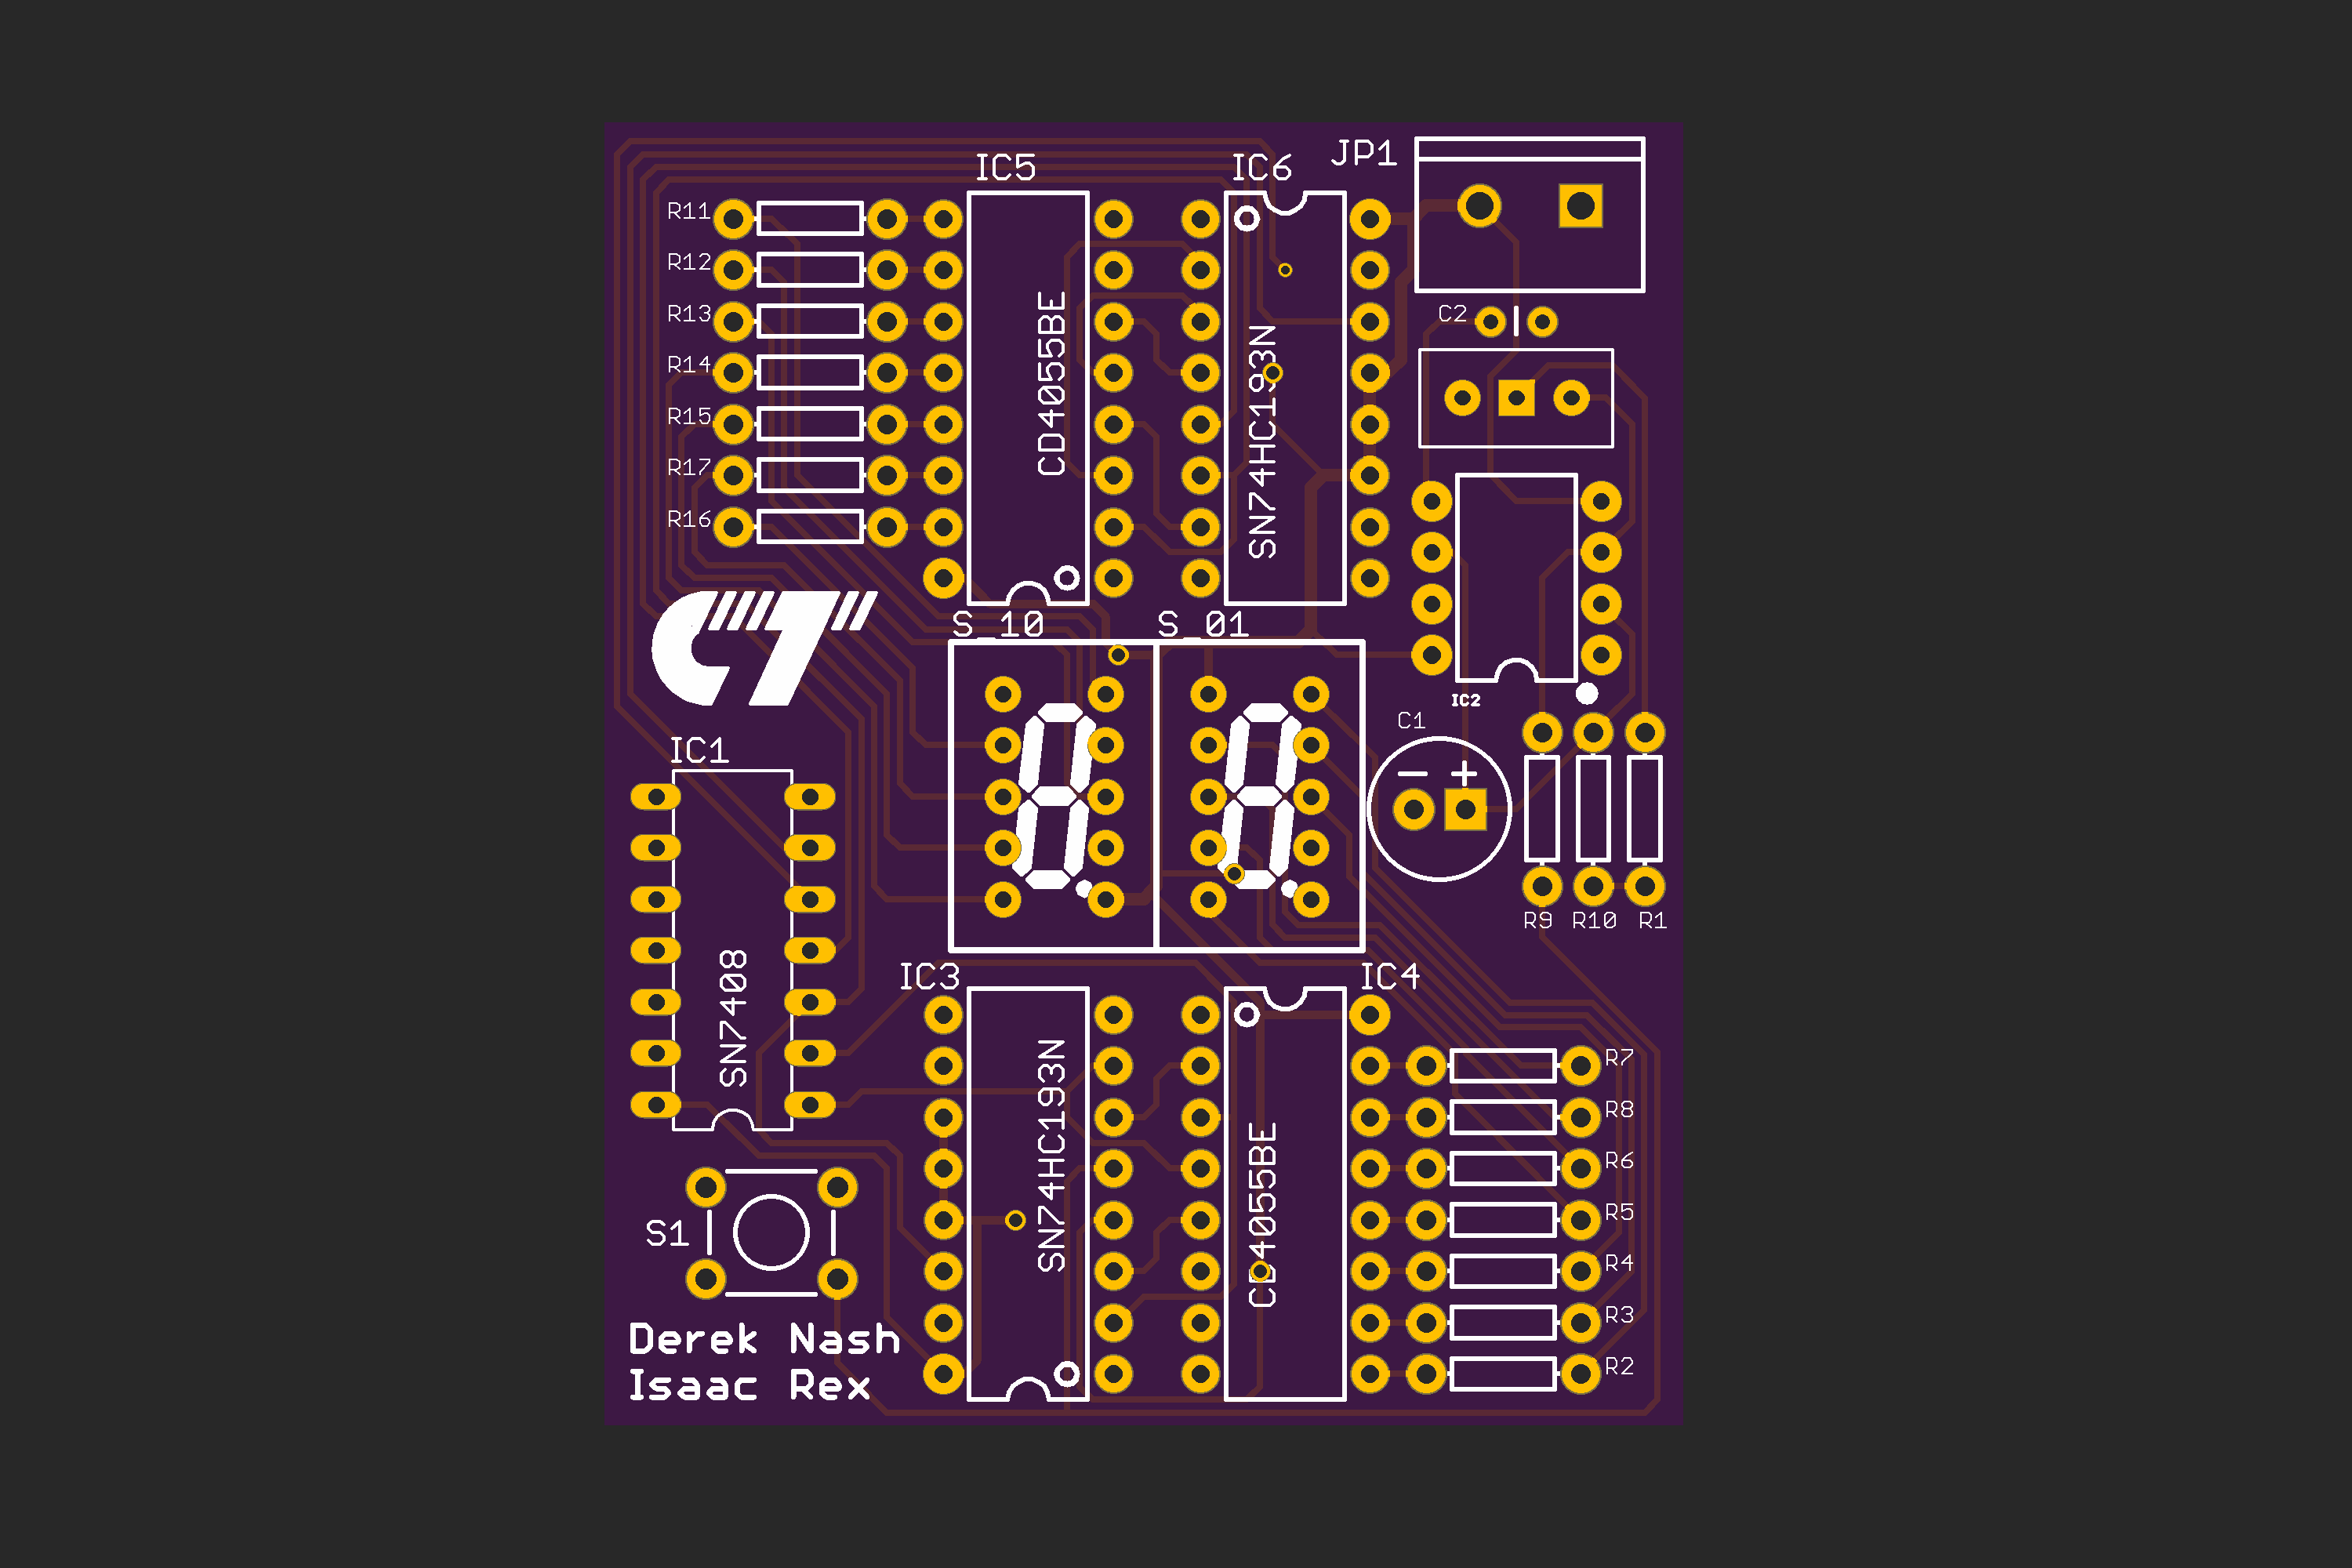 IC5
IC6
JP1
R11
R12
R13
R14
R15
R17
R16
CD4055BE
SN74HC193N
C2
S_10
S_01
IC2
C1
- +
IC1
SN7408
R9
R10
R1
IC3
IC4
SN74HC193N
CD4055BE
R7
R8
R6
R5
R4
R3
R2
S1
Derek Nash
Isaac Rex